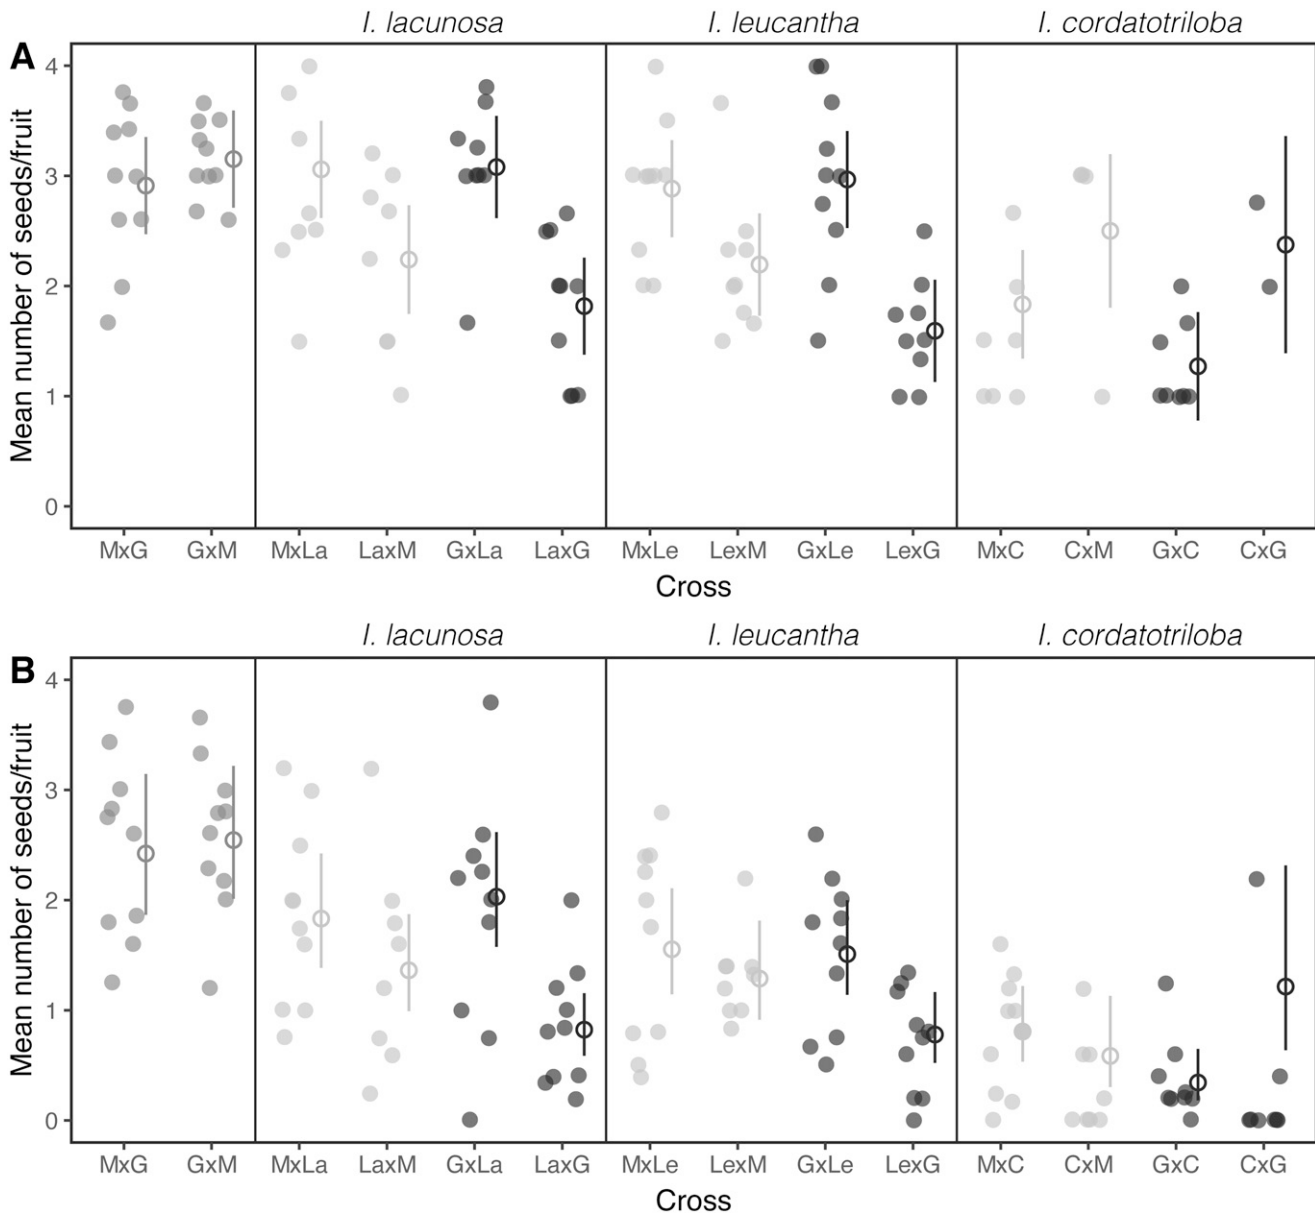 I. lacunosa I. leucantha I. cordatotriloba
A
4
3
2
1
0
Mean number of seeds/fruit
MxG GxM MxLa LaxM GxLa LaxG MxLe LexM GxLe LexG MxC CxM GxC CxG
Cross
I. lacunosa I. leucantha I. cordatotriloba
B
4
3
2
1
0
Mean number of seeds/fruit
MxG GxM MxLa LaxM GxLa LaxG MxLe LexM GxLe LexG MxC CxM GxC CxG
Cross